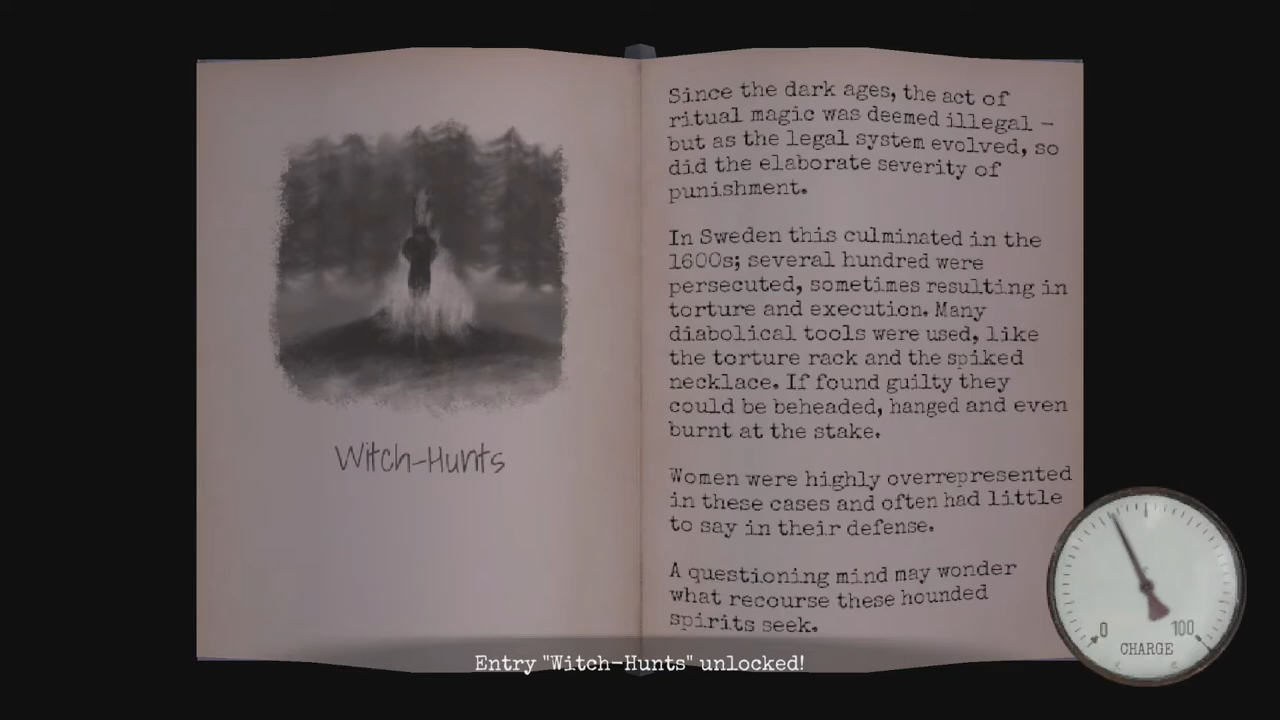 Witch-Hunts
Since the dark ages, the act of
ritual magic was deemed illegal –
but as the legal system evolved, so
did the elaborate severity of
punishment.
In Sweden this culminated in the
1600s; several hundred were
persecuted, sometimes resulting in
torture and execution. Many
diabolical tools were used, like
the torture rack and the spiked
necklace. If found guilty they
could be beheaded, hanged and even
burnt at the stake.
Women were highly overrepresented
in these cases and often had little
to say in their defense.
A questioning mind may wonder
what recourse these hounded
spirits seek.
0
100
CHARGE
Entry "Witch-Hunts" unlocked!